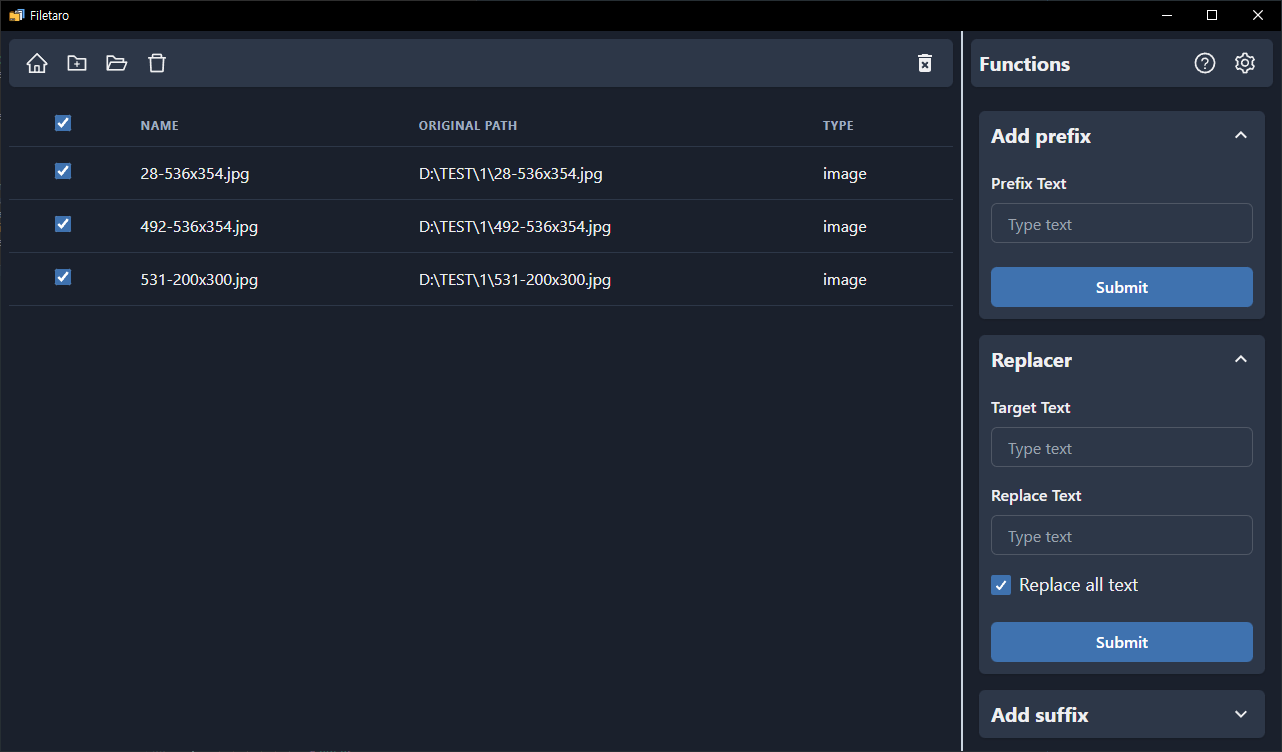 Filetaro
Functions
NAME ORIGINAL PATH TYPE
28-536x354.jpg D:\TEST\1\28-536x354.jpg image
492-536x354.jpg D:\TEST\1\492-536x354.jpg image
531-200x300.jpg D:\TEST\1\531-200x300.jpg image
Add prefix
Prefix Text
Type text
Submit
Replacer
Target Text
Type text
Replace Text
Type text
Replace all text
Submit
Add suffix